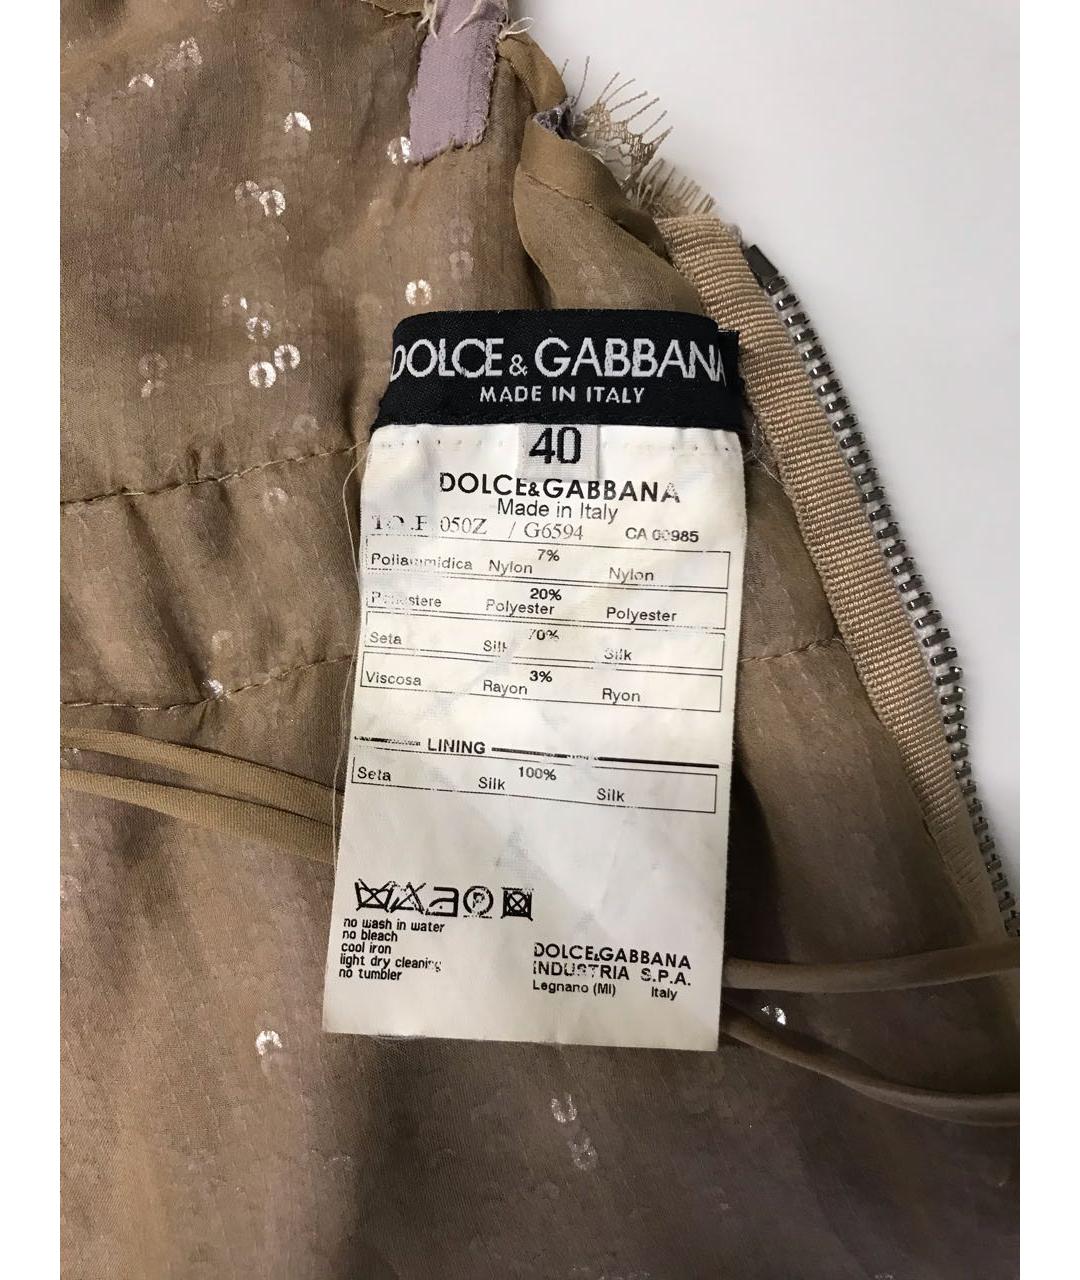 DOLCE & GABBANA
MADE IN ITALY
40
DOLCE&GABBANA
Made in Italy
050Z / G6594 CA
7%
Poliammidica Nylon Nylon
20%
Poliestere Polyester Polyester
70%
Seta Silk Silk
3%
Viscosa Rayon Ryon
LINING
100%
Seta Silk Silk
P
no wash in water
no bleach
cool iron
light dry cleaning
no tumbler
DOLCE&GABBANA
INDUSTRIA S.P.A.
Legnano (MI) Italy